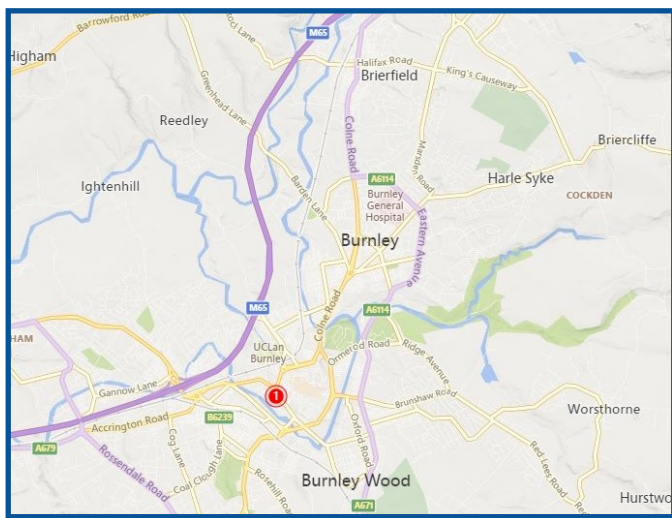 Barrowford Road
M65
Higham
Halifax Road
Brierfield
King's Causeway
Greenhead Lane
Reedley
Colne Road
Marsden Road
Briercliffe
Ightenhill
Barden Lane
A6114
Harle Syke
Burnley
General
Hospital
COCKDEN
Eastern Avenue
Burnley
M65
Colne Road
A6114
HAM
UCLan
Burnley
Ormerod Road
Ridge Avenue
Gannow Lane
1
Brunshaw Road
Worsthorne
Accrington Road
B6239
Oxford Road
A679
Cog Lane
Red Lees Road
Rossendale Road
Coal Clough Lane
Rosehill Road
Burnley Wood
A671
Hurstwo